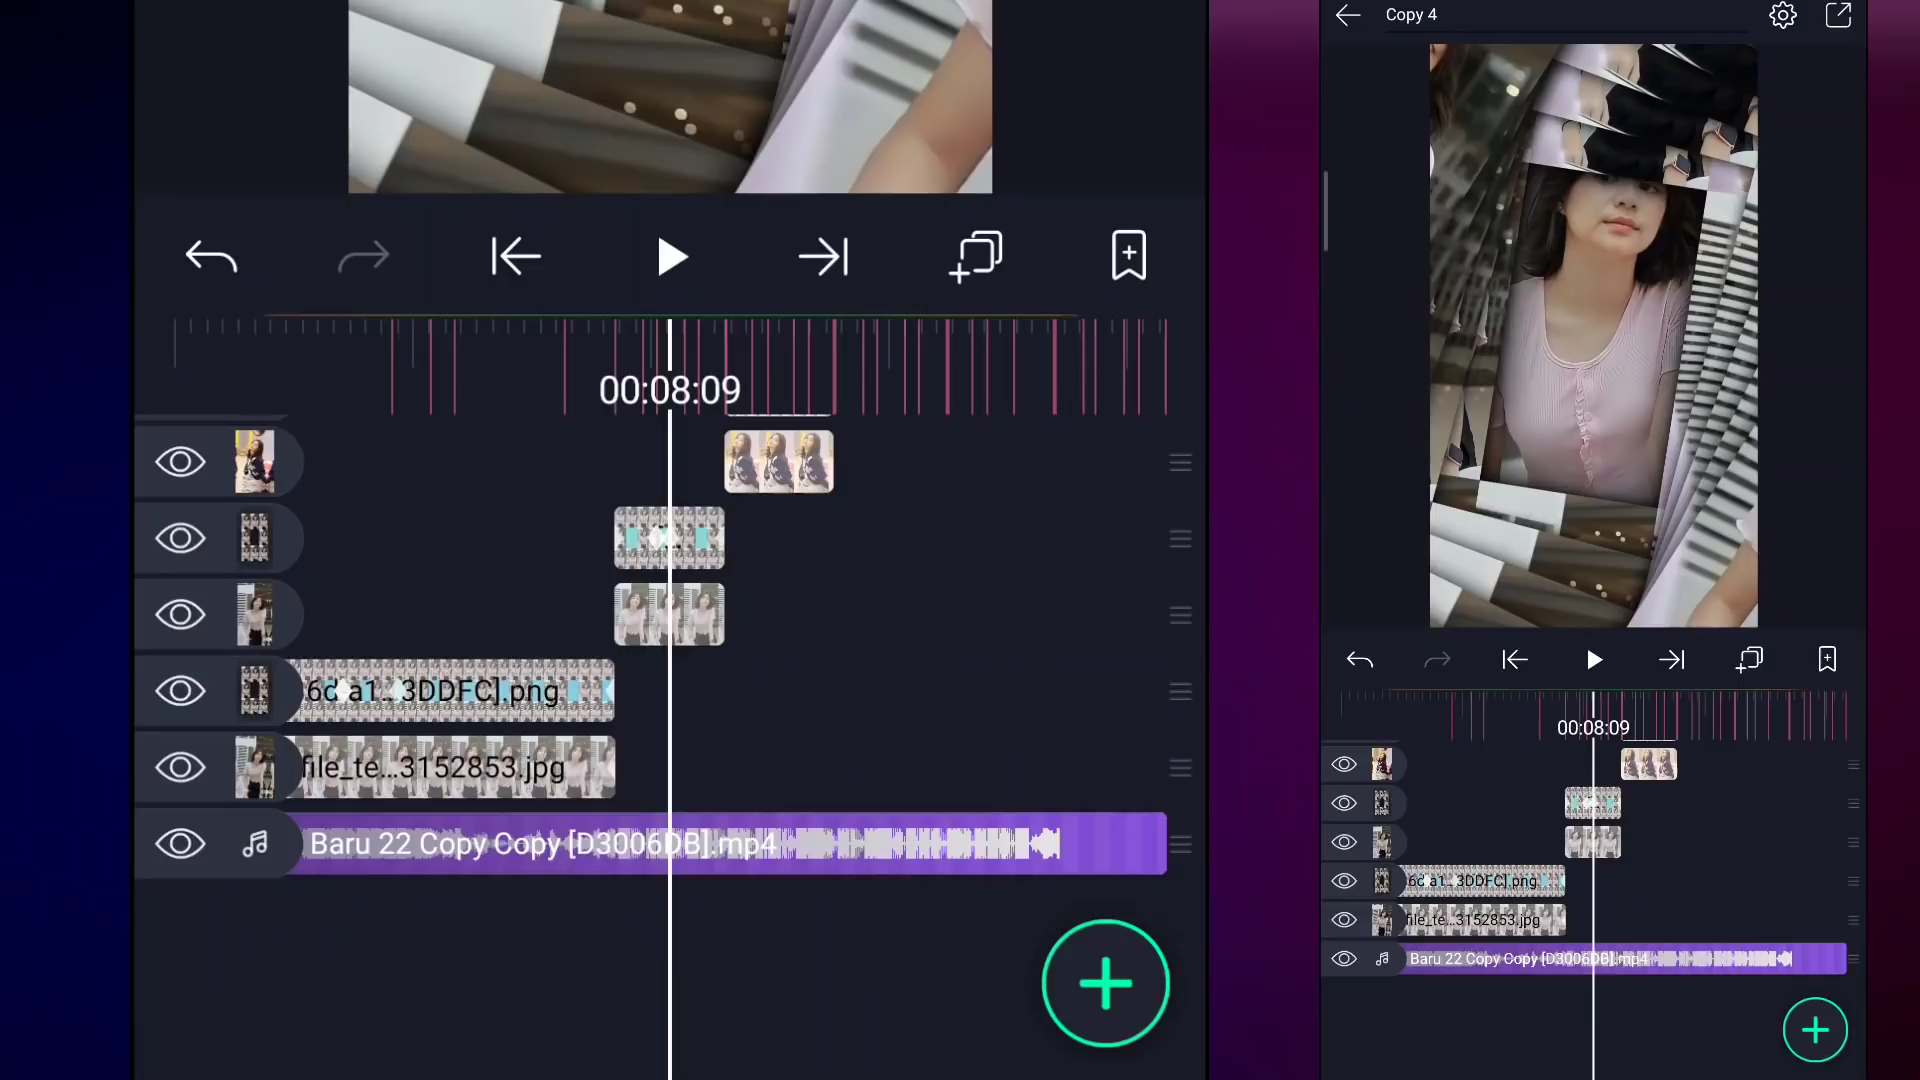 00:08:09
6d a1...3DDFC].png
file_te...3152853.jpg
Baru 22 Copy Copy [D3006DB].mp4
Copy 4
00:08:09
6d a1...3DDFC].png
file_te...3152853.jpg
Baru 22 Copy Copy [D3006DB].mp4